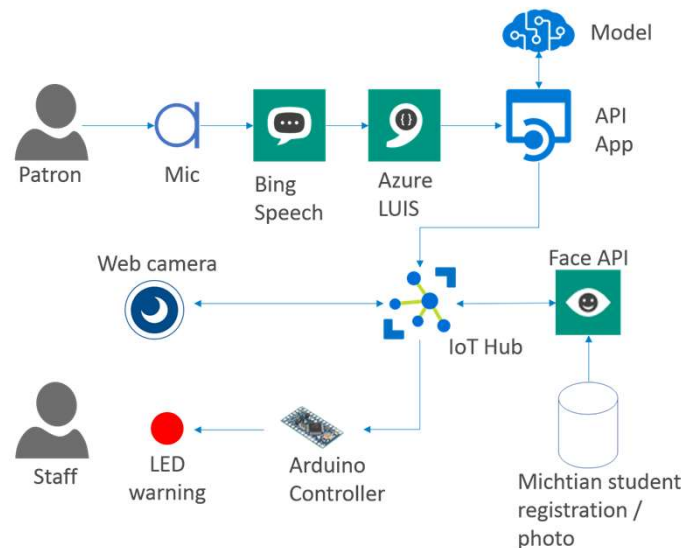 Model
API
App
Patron
Mic
Bing
Speech
Azure
LUIS
Web camera
Face API
IoT Hub
Staff
LED
warning
Arduino
Controller
Michtian student
registration /
photo